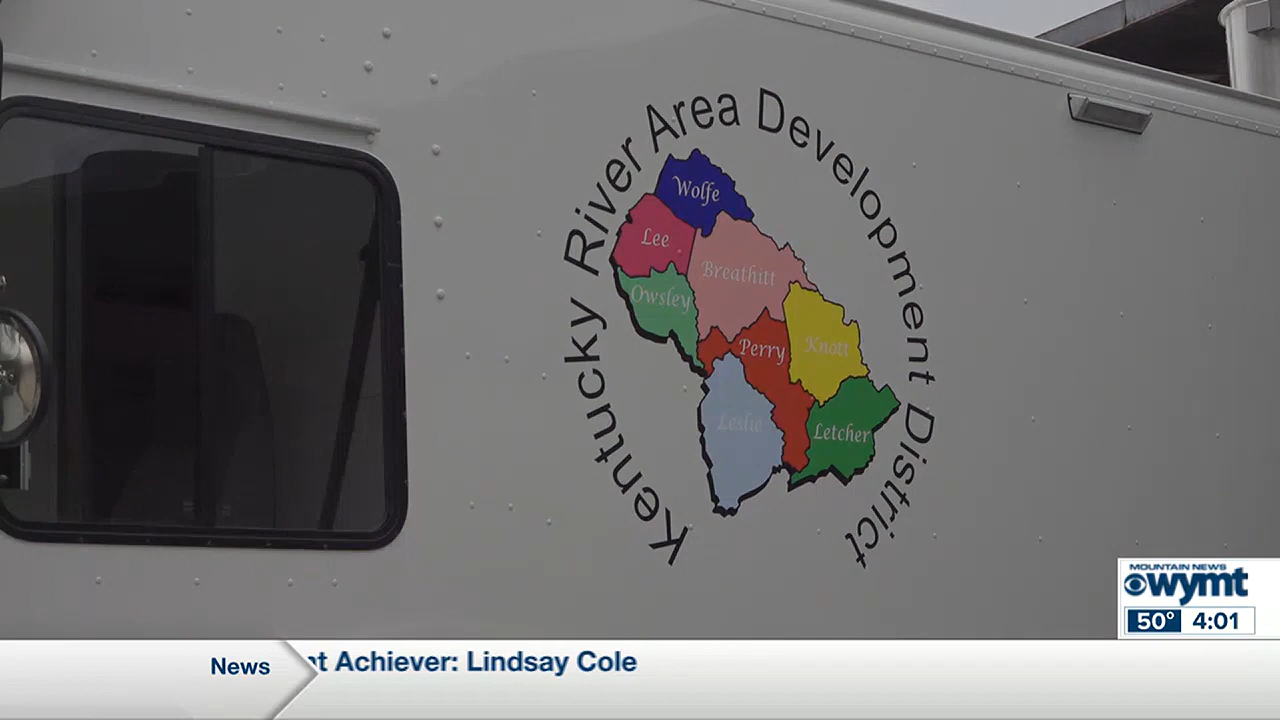 Kentucky River Area Development District
Wolfe
Lee
Breathitt
Owsley
Perry
Knott
Leslie
Letcher
MOUNTAIN NEWS
wymt
50° 4:01
News
nt Achiever: Lindsay Cole